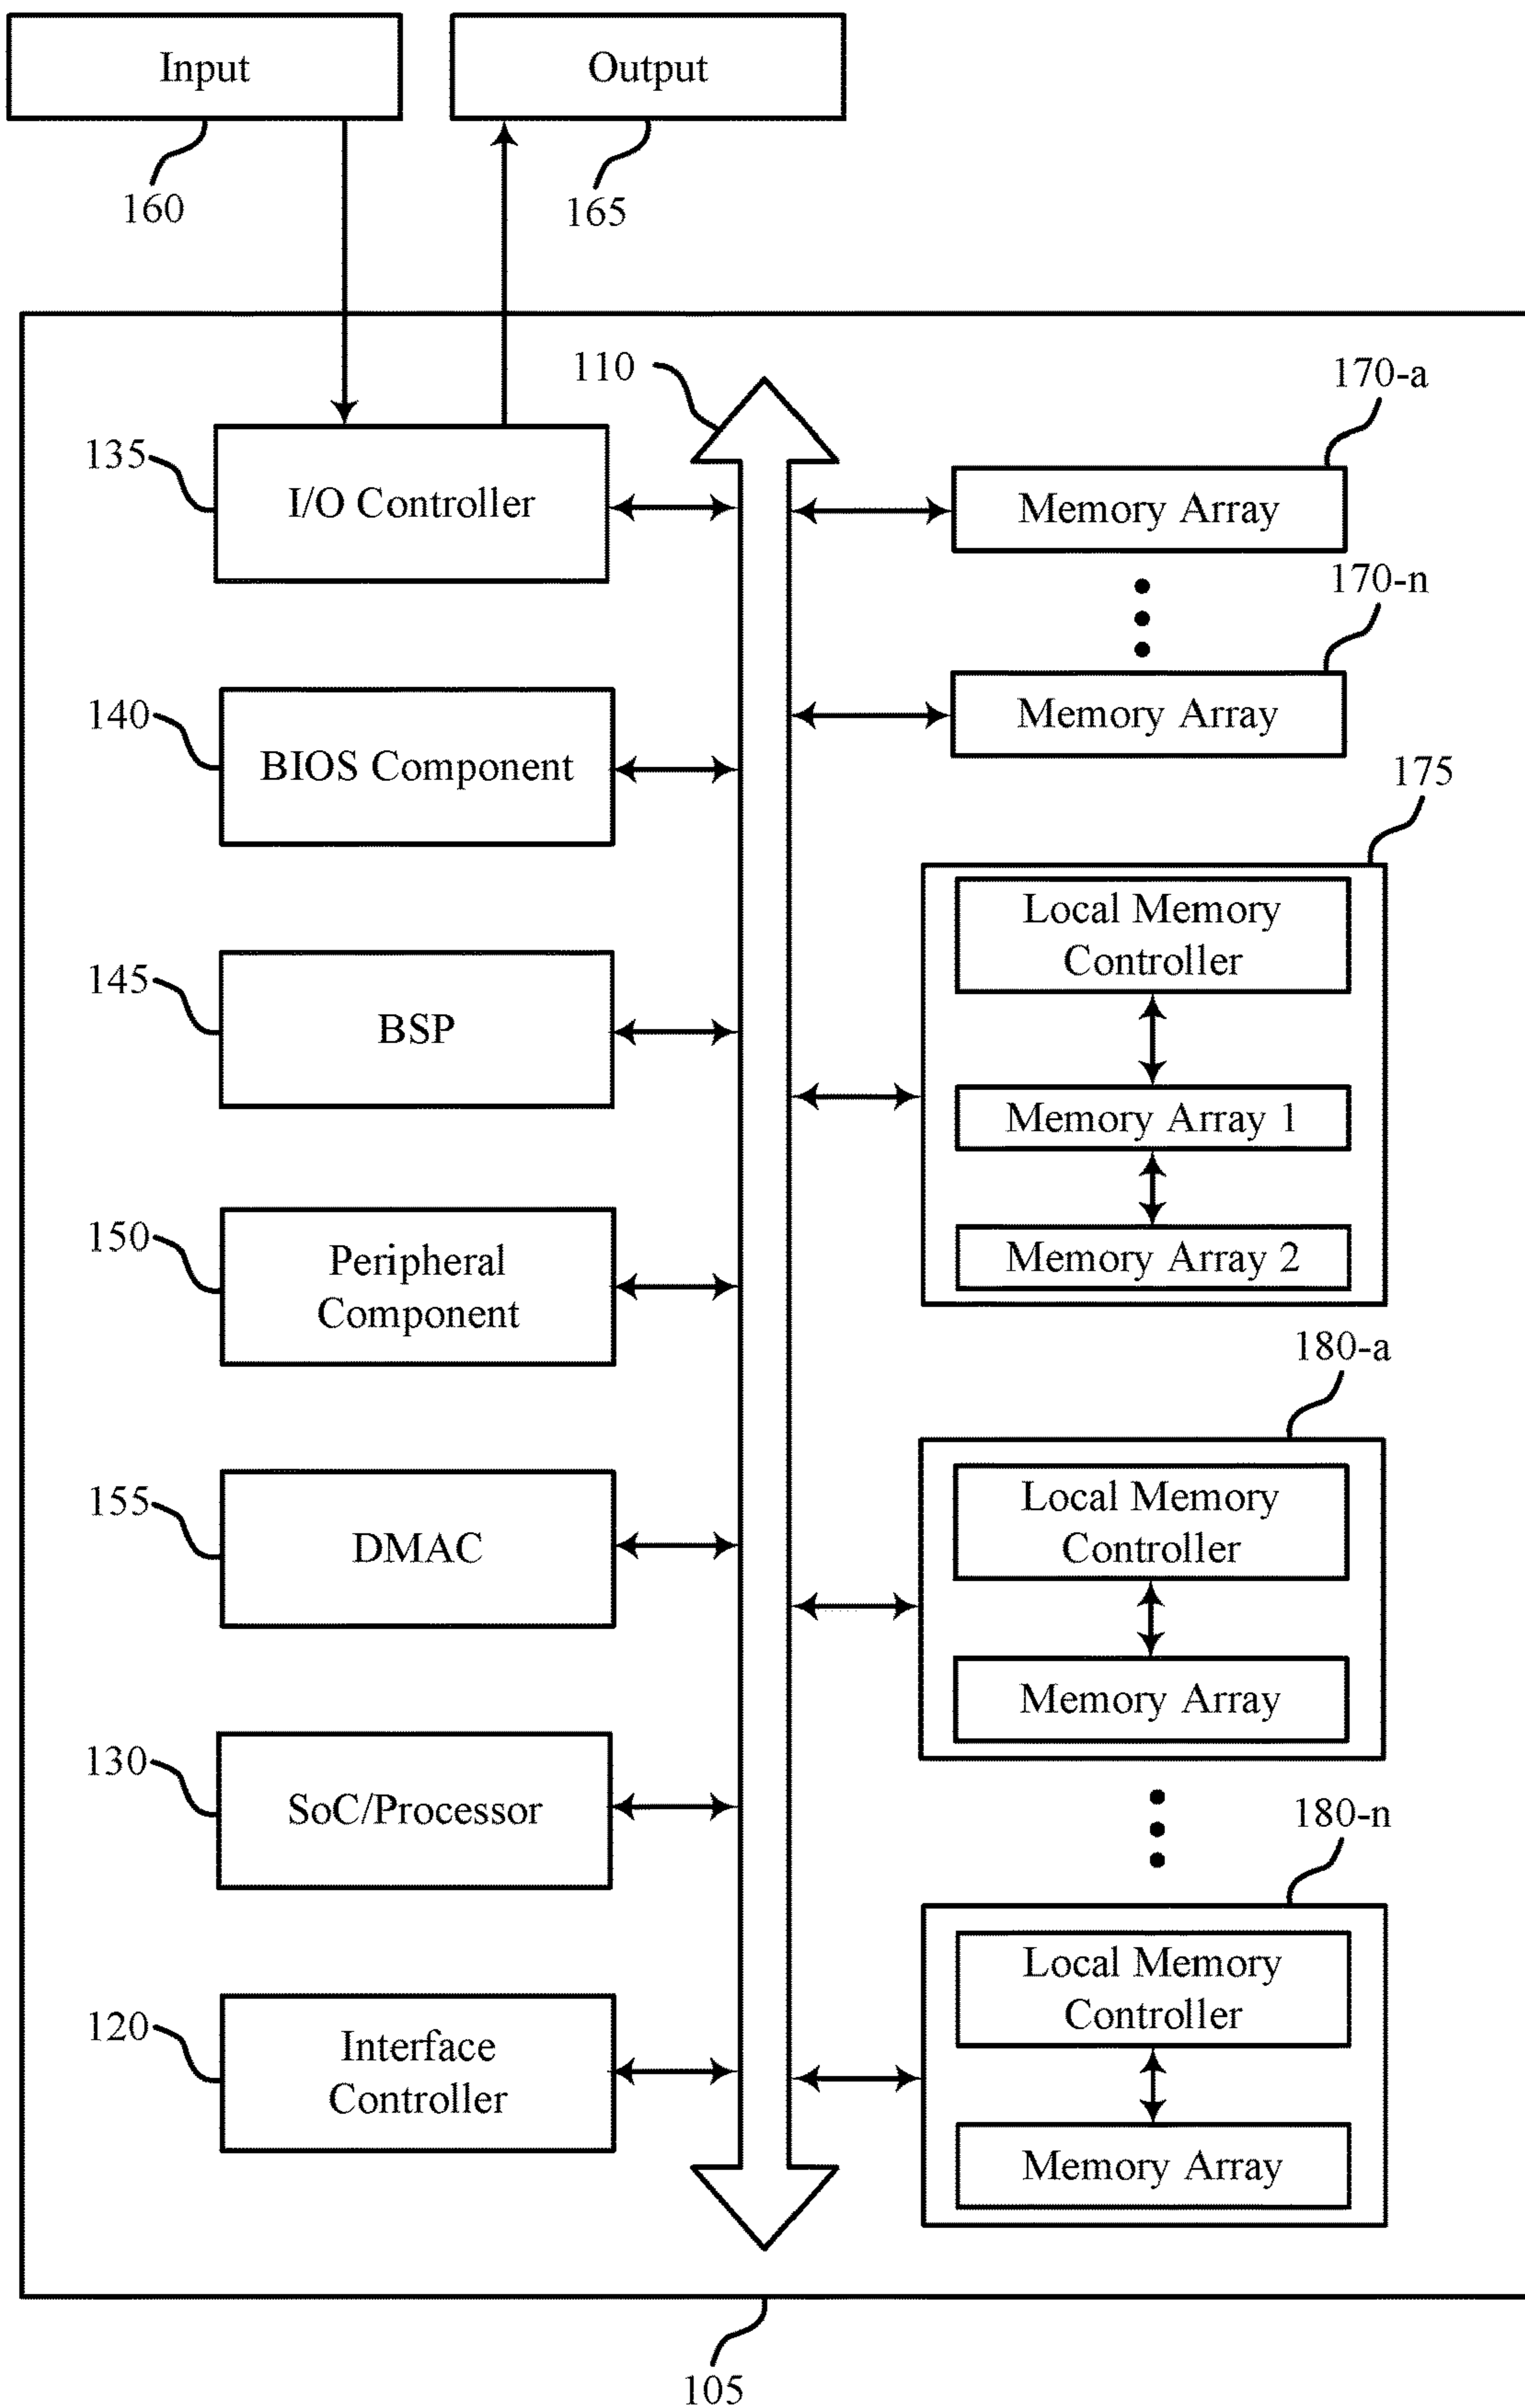 Input
Output
160
165
110
170-a
135
I/O Controller
Memory Array
170-n
140
BIOS Component
Memory Array
175
145
BSP
Local Memory
Controller
Memory Array 1
Memory Array 2
150
Peripheral
Component
180-a
155
DMAC
Local Memory
Controller
Memory Array
130
SoC/Processor
180-n
120
Interface
Controller
Local Memory
Controller
Memory Array
105